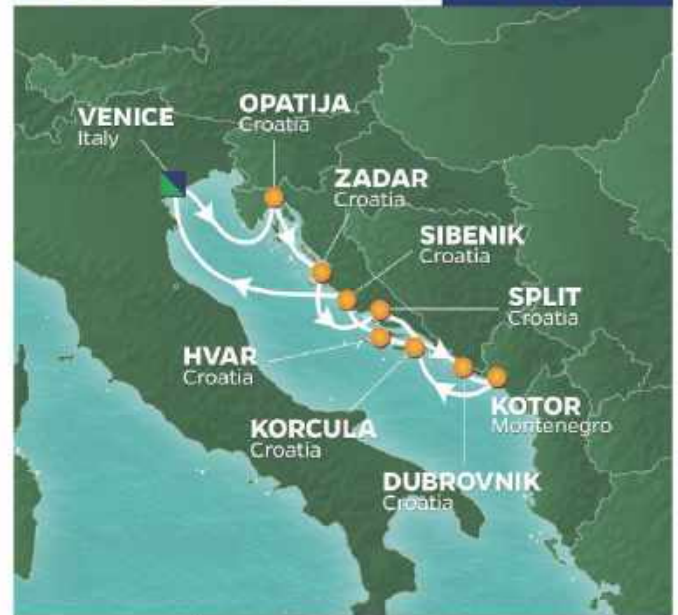 VENICE
Italy
OPATIJA
Croatia
ZADAR
Croatia
SIBENIK
Croatia
SPLIT
Croatia
HVAR
Croatia
KORCULA
Croatia
KOTOR
Montenegro
DUBROVNIK
Croatia